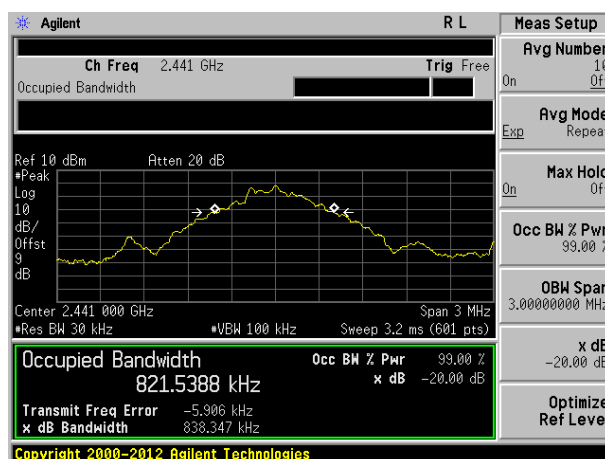 Agilent R L
Ch Freq 2.441 GHz Trig Free
Occupied Bandwidth
Ref 10 dBm Atten 20 dB
#Peak
Log
10
dB/
Offst
9
dB
Center 2.441 000 GHz Span 3 MHz
#Res BW 30 kHz #VBW 100 kHz Sweep 3.2 ms (601 pts)
Occupied Bandwidth Occ BW % Pwr 99.00 %
821.5388 kHz x dB -20.00 dB
Transmit Freq Error -5.906 kHz
x dB Bandwidth 838.347 kHz
Copyright 2000-2012 Agilent Technologies
Meas Setup
Avg Number
10
On Of
Avg Mode
Exp Repea
Max Hold
On Of
Occ BW % Pwr
99.00 %
OBW Span
3.00000000 MHz
x dB
-20.00 dB
Optimize
Ref Leve